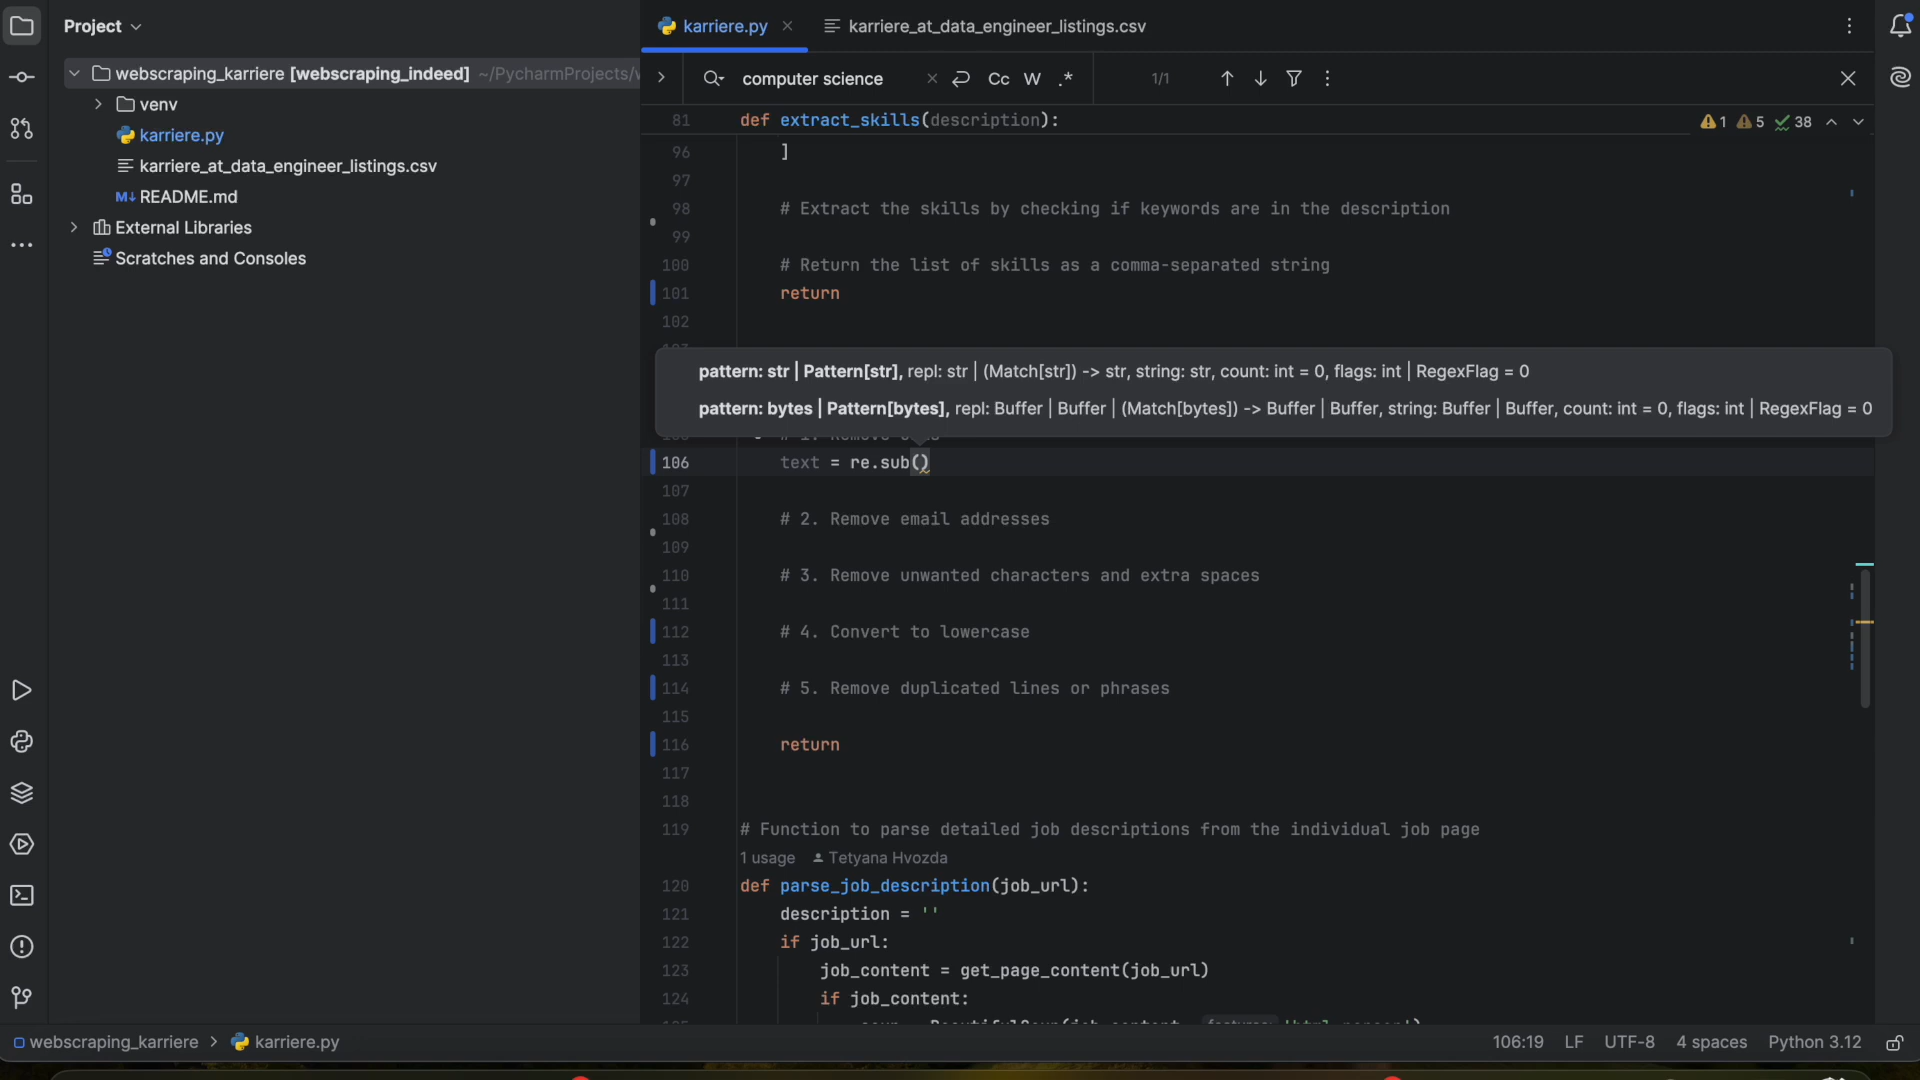 Project
webscraping_karriere [webscraping_indeed] ~/PycharmProjects/
venv
karriere.py
karriere_at_data_engineer_listings.csv
M↓ README.md
External Libraries
Scratches and Consoles
karriere.py
karriere_at_data_engineer_listings.csv
computer science
Cc W .*
1/1
81 def extract_skills(description):
1 5 38
96 ]
97
98 # Extract the skills by checking if keywords are in the description
99
100 # Return the list of skills as a comma-separated string
101 return
102
pattern: str | Pattern[str], repl: str | (Match[str]) -> str, string: str, count: int = 0, flags: int | RegexFlag = 0
pattern: bytes | Pattern[bytes], repl: Buffer | Buffer | (Match[bytes]) -> Buffer | Buffer, string: Buffer | Buffer, count: int = 0, flags: int | RegexFlag = 0
106 text = re.sub()
107
108 # 2. Remove email addresses
109
110 # 3. Remove unwanted characters and extra spaces
111
112 # 4. Convert to lowercase
113
114 # 5. Remove duplicated lines or phrases
115
116 return
117
118
119 # Function to parse detailed job descriptions from the individual job page
1 usage Tetyana Hvozda
120 def parse_job_description(job_url):
121 description = ''
122 if job_url:
123 job_content = get_page_content(job_url)
124 if job_content:
webscraping_karriere > karriere.py
106:19 LF UTF-8 4 spaces Python 3.12